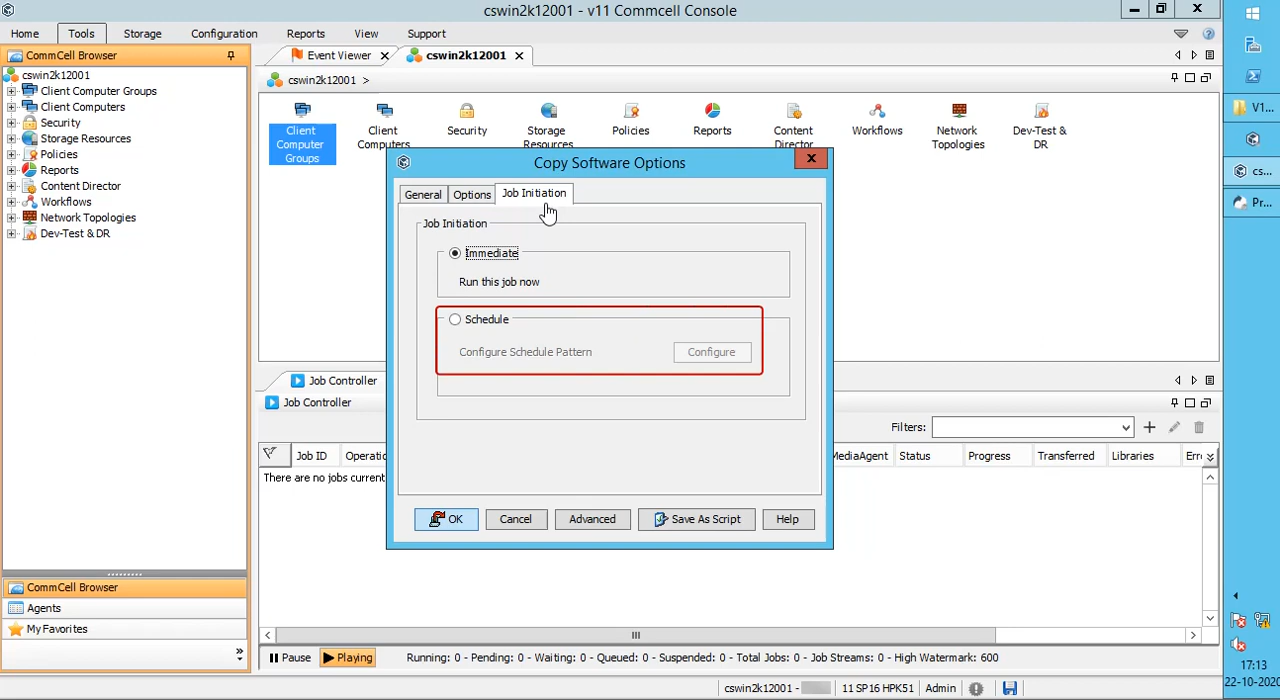 cswin2k12001 - v11 Commcell Console
Home Tools Storage Configuration Reports View Support
CommCell Browser
Event Viewer
cswin2k12001
cswin2k12001
Client Computer Groups
Client Computers
Security
Storage Resources
Policies
Reports
Content Director
Workflows
Network Topologies
Dev-Test & DR
cswin2k12001 >
Client Computer Groups
Client Computers
Security
Storage Resources
Policies
Reports
Content Director
Workflows
Network Topologies
Dev-Test & DR
Copy Software Options
General Options Job Initiation
Job Initiation
Immediate
Run this job now
Schedule
Configure Schedule Pattern Configure
OK Cancel Advanced Save As Script Help
Job Controller
Job Controller
Filters:
Job ID Operatio MediaAgent Status Progress Transferred Libraries Erro
There are no jobs current
CommCell Browser
Agents
My Favorites
Pause Playing Running: 0 - Pending: 0 - Waiting: 0 - Queued: 0 - Suspended: 0 - Total Jobs: 0 - Job Streams: 0 - High Watermark: 600
cswin2k12001 - 11 SP16 HPK51 Admin
V1...
cs...
Pr...
17:13
22-10-2020